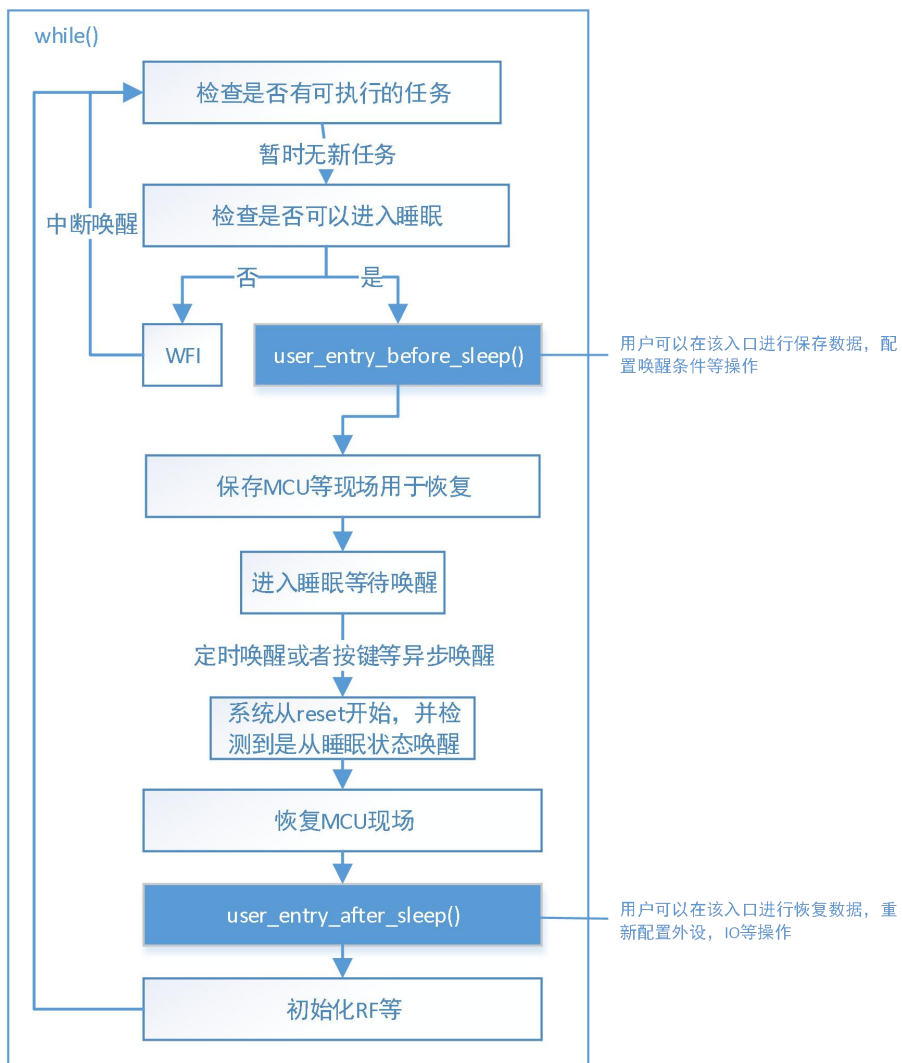 while()
检查是否有可执行的任务
暂时无新任务
检查是否可以进入睡眠
中断唤醒
否
是
WFI
user_entry_before_sleep()
用户可以在该入口进行保存数据，配
置唤醒条件等操作
保存MCU等现场用于恢复
进入睡眠等待唤醒
定时唤醒或者按键等异步唤醒
系统从reset开始，并检
测到是从睡眠状态唤醒
恢复MCU现场
user_entry_after_sleep()
用户可以在该入口进行恢复数据，重
新配置外设，IO等操作
初始化RF等